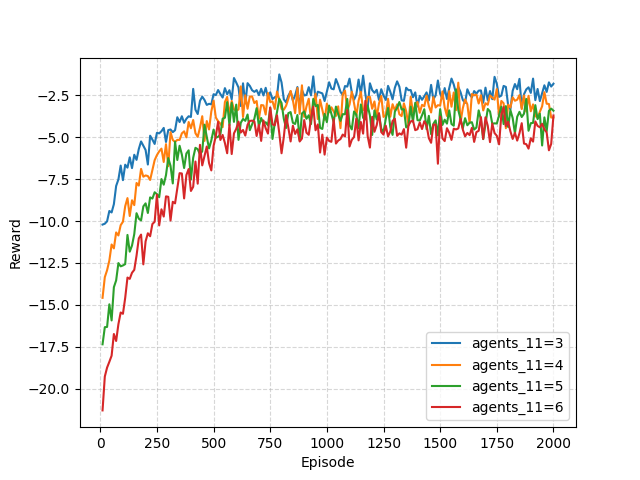 −2.5
−5.0
−7.5
−10.0
−12.5
−15.0
−17.5
−20.0
Reward
0 250 500 750 1000 1250 1500 1750 2000
Episode
agents_11=3
agents_11=4
agents_11=5
agents_11=6